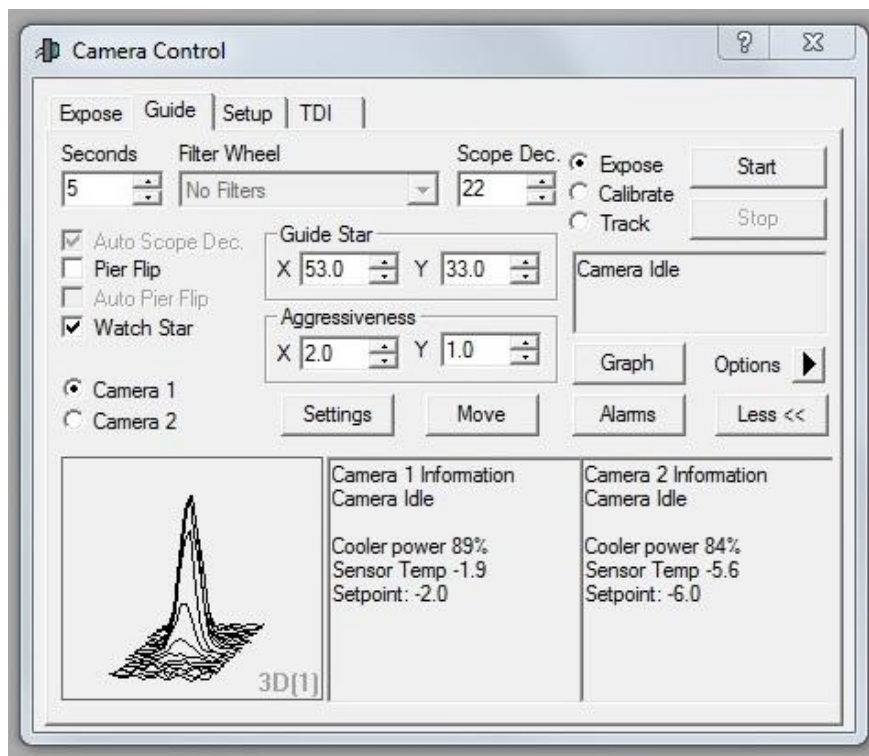 Camera Control
Expose Guide Setup TDI
Seconds Filter Wheel Scope Dec.
5 No Filters 22
Expose
Calibrate
Track
Start
Stop
Auto Scope Dec.
Pier Flip
Auto Pier Flip
Watch Star
Guide Star
X 53.0 Y 33.0
Aggressiveness
X 2.0 Y 1.0
Camera Idle
Graph Options
Camera 1
Camera 2
Settings Move Alarms Less <<
3D(1)
Camera 1 Information
Camera Idle
Cooler power 89%
Sensor Temp -1.9
Setpoint: -2.0
Camera 2 Information
Camera Idle
Cooler power 84%
Sensor Temp -5.6
Setpoint: -6.0